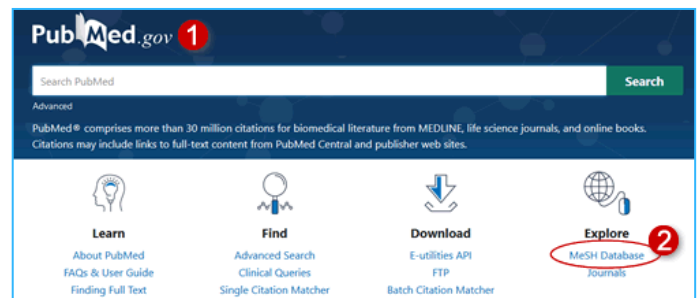 PubMed.gov 1
Search PubMed Search
Advanced
PubMed® comprises more than 30 million citations for biomedical literature from MEDLINE, life science journals, and online books.
Citations may include links to full-text content from PubMed Central and publisher web sites.
Learn Find Download Explore
2
About PubMed Advanced Search E-utilities API MeSH Database
FAQs & User Guide Clinical Queries FTP Journals
Finding Full Text Single Citation Matcher Batch Citation Matcher